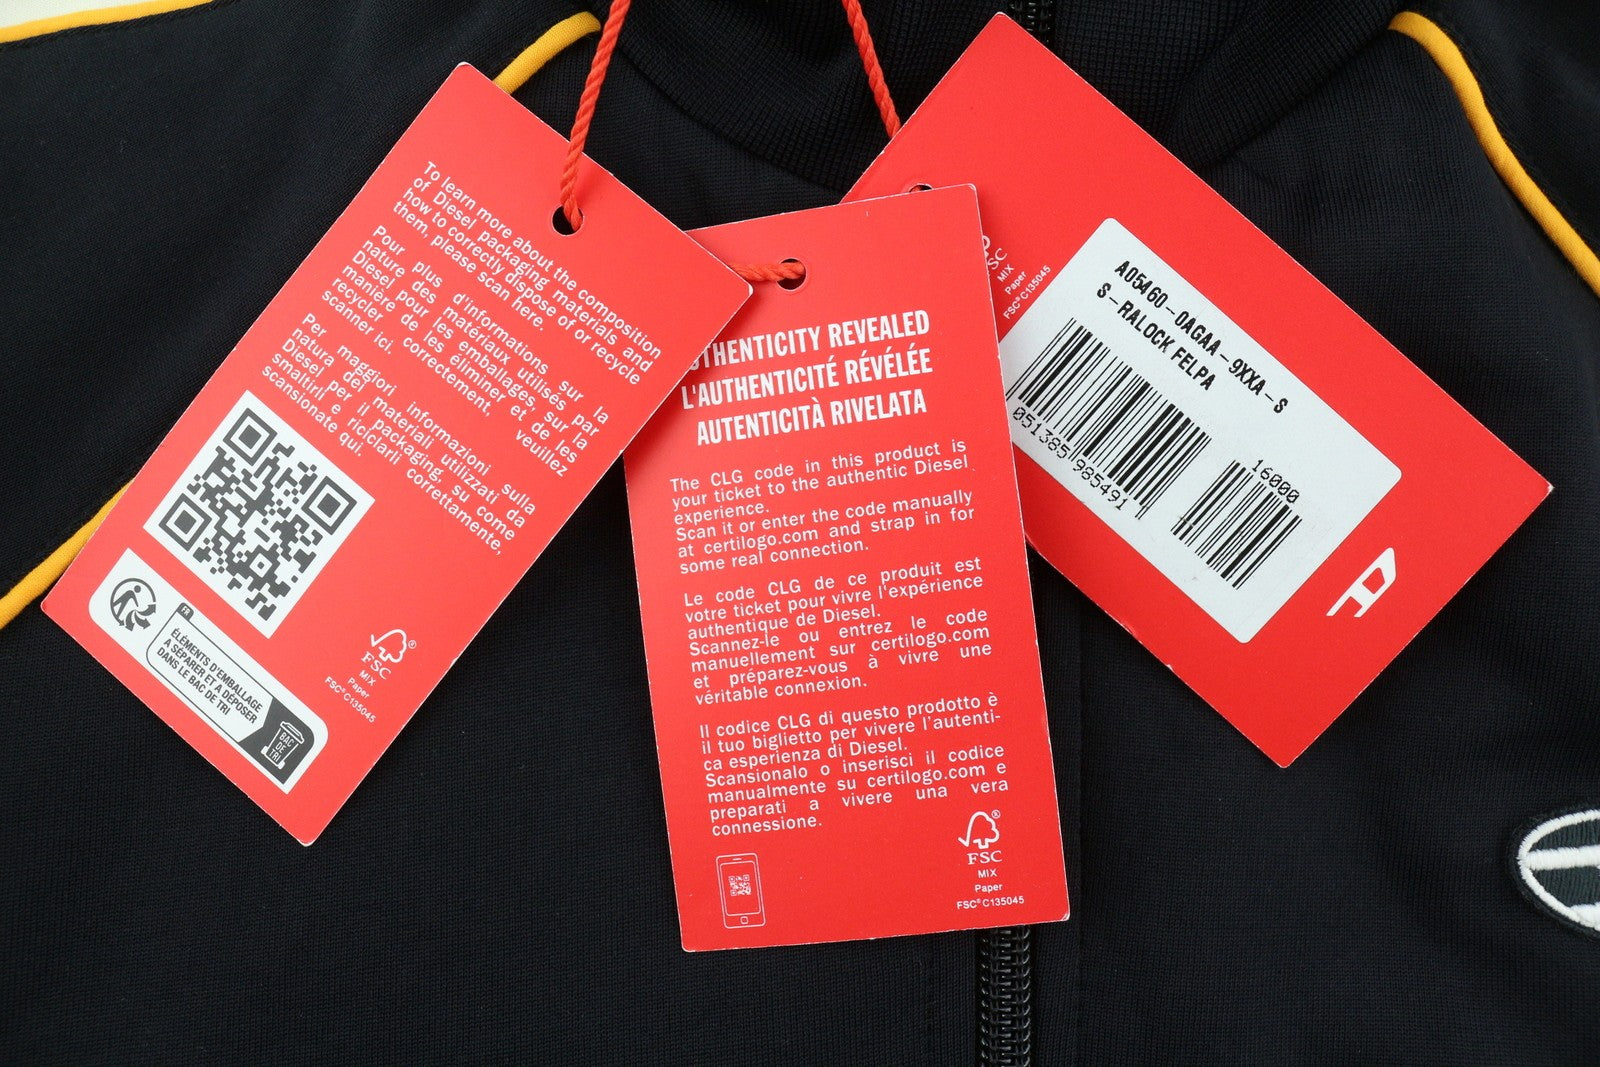 To learn more about the composition
of Diesel packaging materials and
how to correctly dispose of or recycle
them, please scan here.
Pour plus d'informations sur la
nature des matériaux utilisés par
Diesel pour les emballages, sur la
manière de les éliminer et de les
recycler correctement, veuillez
scanner ici.
Per maggiori informazioni sulla
natura dei materiali utilizzati da
Diesel per il packaging, su come
smaltirli e riciclarli correttamente,
scansionate qui.
FR
ÉLÉMENTS D'EMBALLAGE
A SÉPARER ET A DÉPOSER
DANS LE BAC DE TRI
BAC
DE
TRI
FSC®
MIX
Paper
FSC® C135045
THENTICITY REVEALED
L'AUTHENTICITÉ RÉVÉLÉE
AUTENTICITÀ RIVELATA
The CLG code in this product is
your ticket to the authentic Diesel
experience.
Scan it or enter the code manually
at certilogo.com and strap in for
some real connection.
Le code CLG de ce produit est
votre ticket pour vivre l'expérience
authentique de Diesel.
Scannez-le ou entrez le code
manuellement sur certilogo.com
et préparez-vous à vivre une
véritable connexion.
Il codice CLG di questo prodotto è
il tuo biglietto per vivere l'autenti-
ca esperienza di Diesel.
Scansionalo o inserisci il codice
manualmente su certilogo.com e
preparati a vivere una vera
connessione.
FSC®
MIX
Paper
FSC® C135045
SC
MIX
Paper
FSC® C135045
A05460-0AGAA-9XXA-S
S-RALOCK FELPA
051385 985491
16000
D